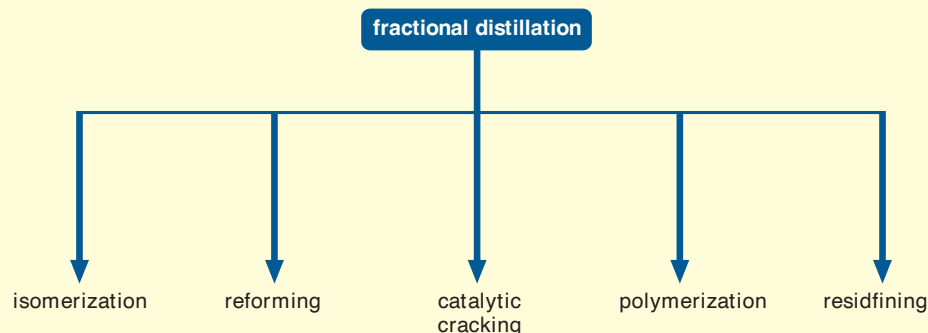 fractional distillation
isomerization
reforming
catalytic
cracking
polymerization
residfining